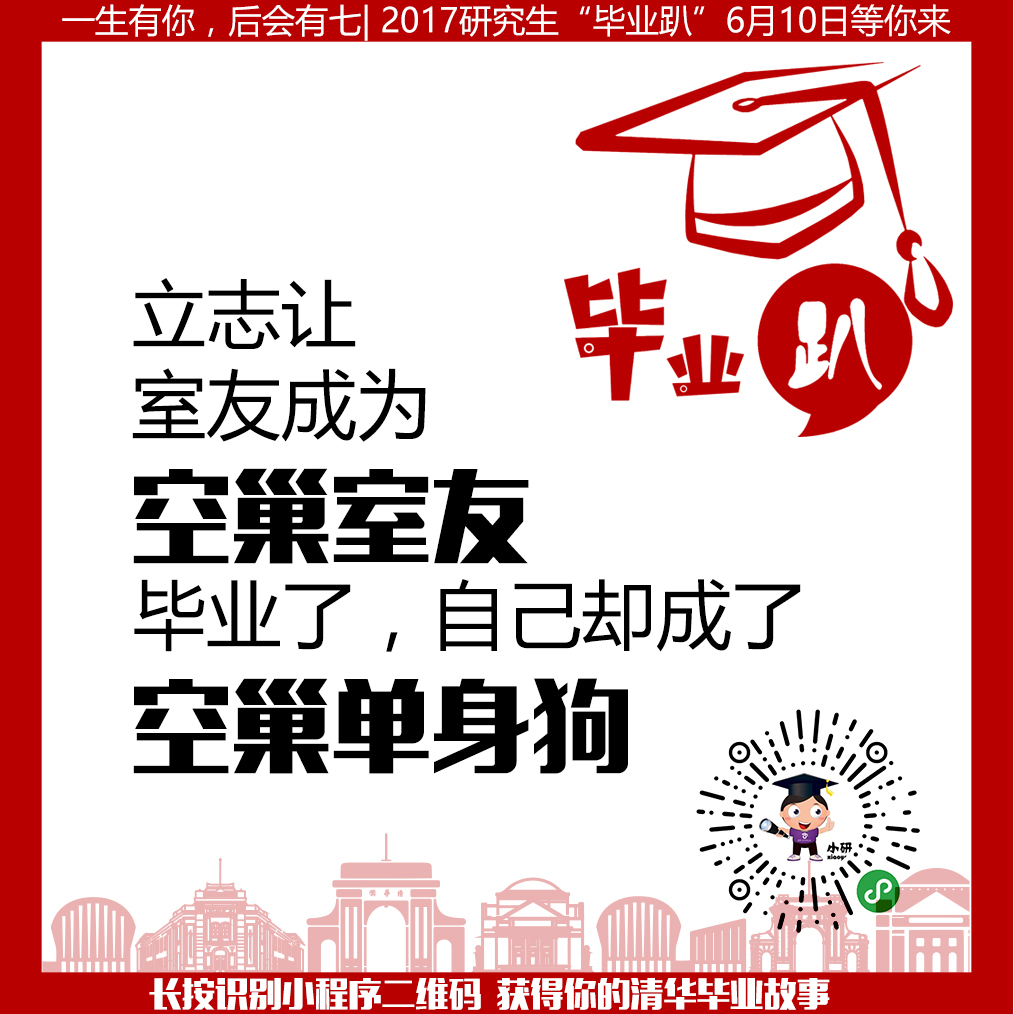 一生有你，后会有七| 2017研究生“毕业趴”6月10日等你来
毕业趴
立志让
室友成为
空巢室友
毕业了，自己却成了
空巢单身狗
小研
长按识别小程序二维码 获得你的清华毕业故事